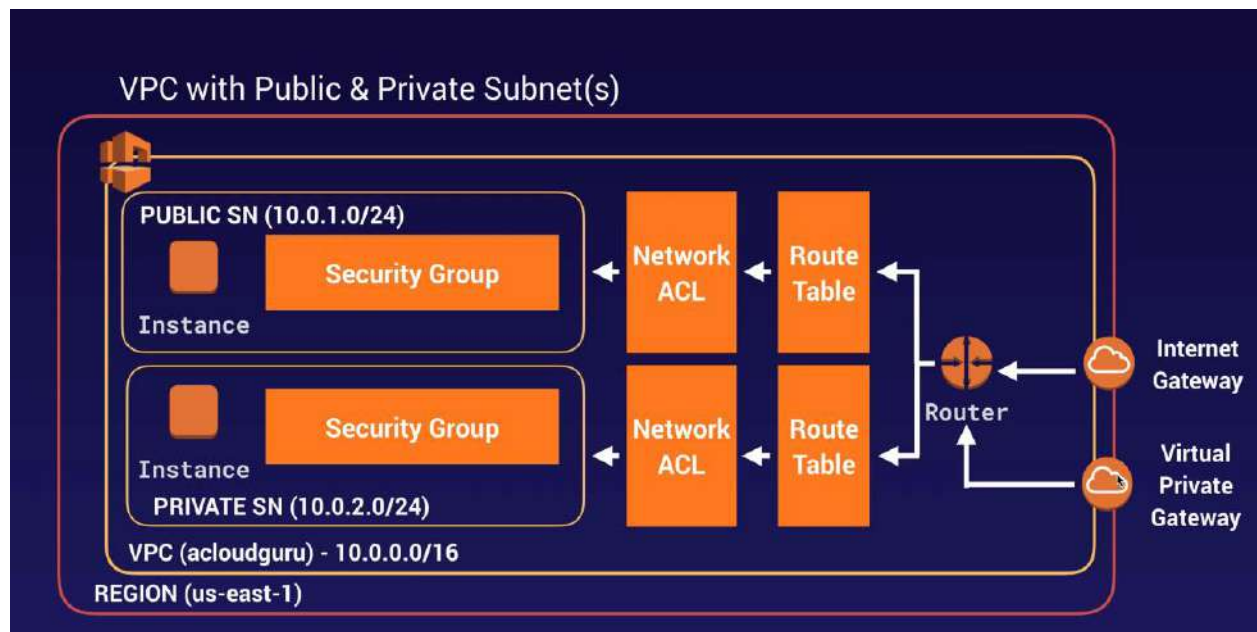 VPC with Public & Private Subnet(s)
PUBLIC SN (10.0.1.0/24)
Instance
Security Group
Network
ACL
Route
Table
Instance
Security Group
PRIVATE SN (10.0.2.0/24)
Network
ACL
Route
Table
Router
Internet
Gateway
Virtual
Private
Gateway
VPC (acloudguru) - 10.0.0.0/16
REGION (us-east-1)